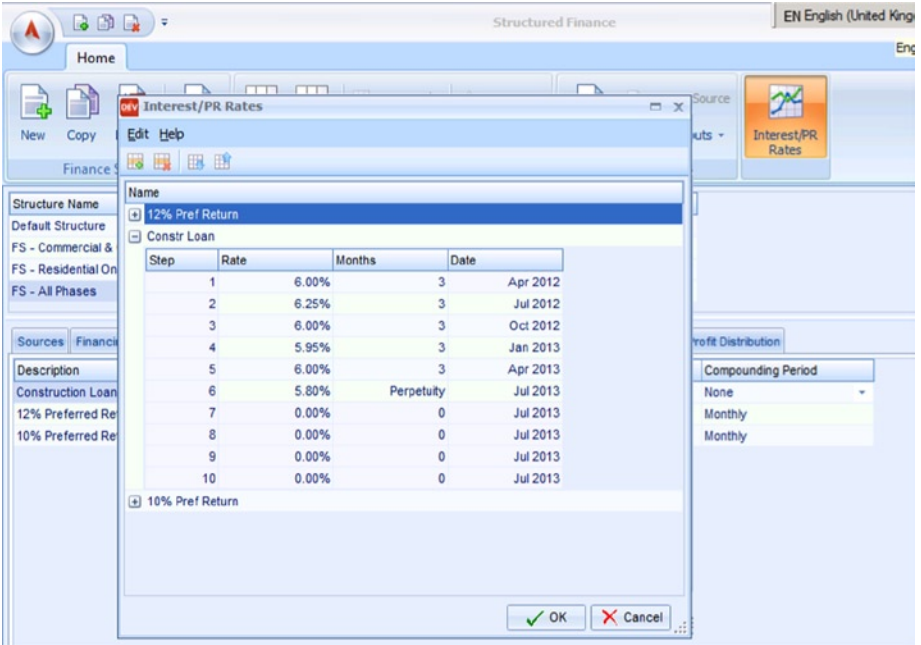 Structured Finance
EN English (United King
Eng
Home
New
Copy
Finance S
DEV Interest/PR Rates
Edit Help
Source
uts
Interest/PR
Rates
Name
12% Pref Return
Constr Loan
Step Rate Months Date
1 6.00% 3 Apr 2012
2 6.25% 3 Jul 2012
3 6.00% 3 Oct 2012
4 5.95% 3 Jan 2013
5 6.00% 3 Apr 2013
6 5.80% Perpetuity Jul 2013
7 0.00% 0 Jul 2013
8 0.00% 0 Jul 2013
9 0.00% 0 Jul 2013
10 0.00% 0 Jul 2013
10% Pref Return
OK Cancel
Structure Name
Default Structure
FS - Commercial &
FS - Residential On
FS - All Phases
Sources Financi
rofit Distribution
Description
Compounding Period
Construction Loan
None
12% Preferred Re
Monthly
10% Preferred Re
Monthly